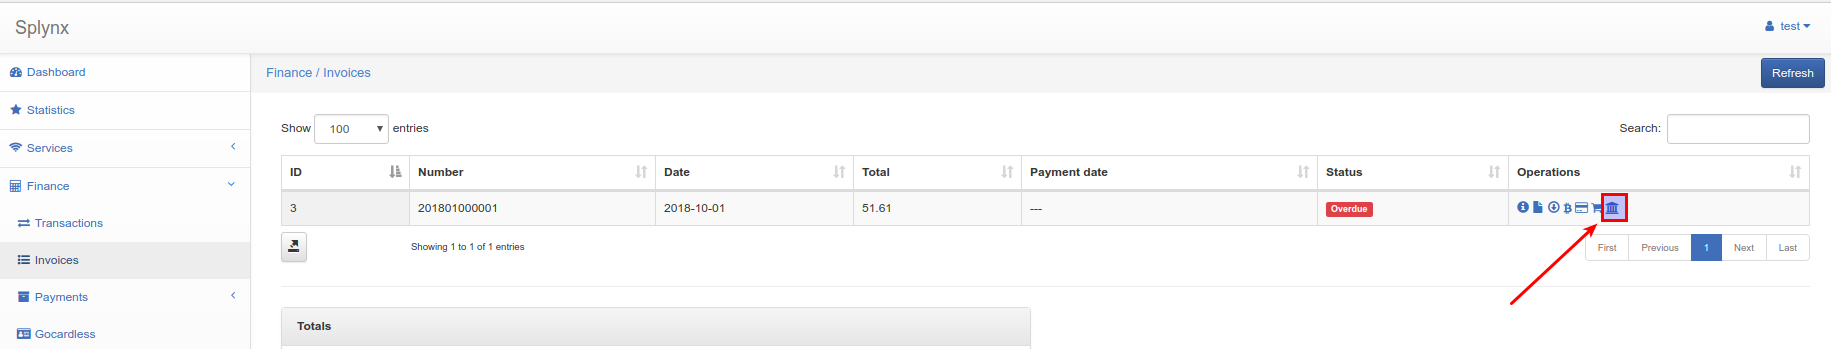 Splynx
test
Dashboard
Statistics
Services
Finance
Transactions
Invoices
Payments
Gocardless
Finance / Invoices
Refresh
Show 100 entries
Search:
ID Number Date Total Payment date Status Operations
3 201801000001 2018-10-01 51.61 --- Overdue
Showing 1 to 1 of 1 entries
First Previous 1 Next Last
Totals